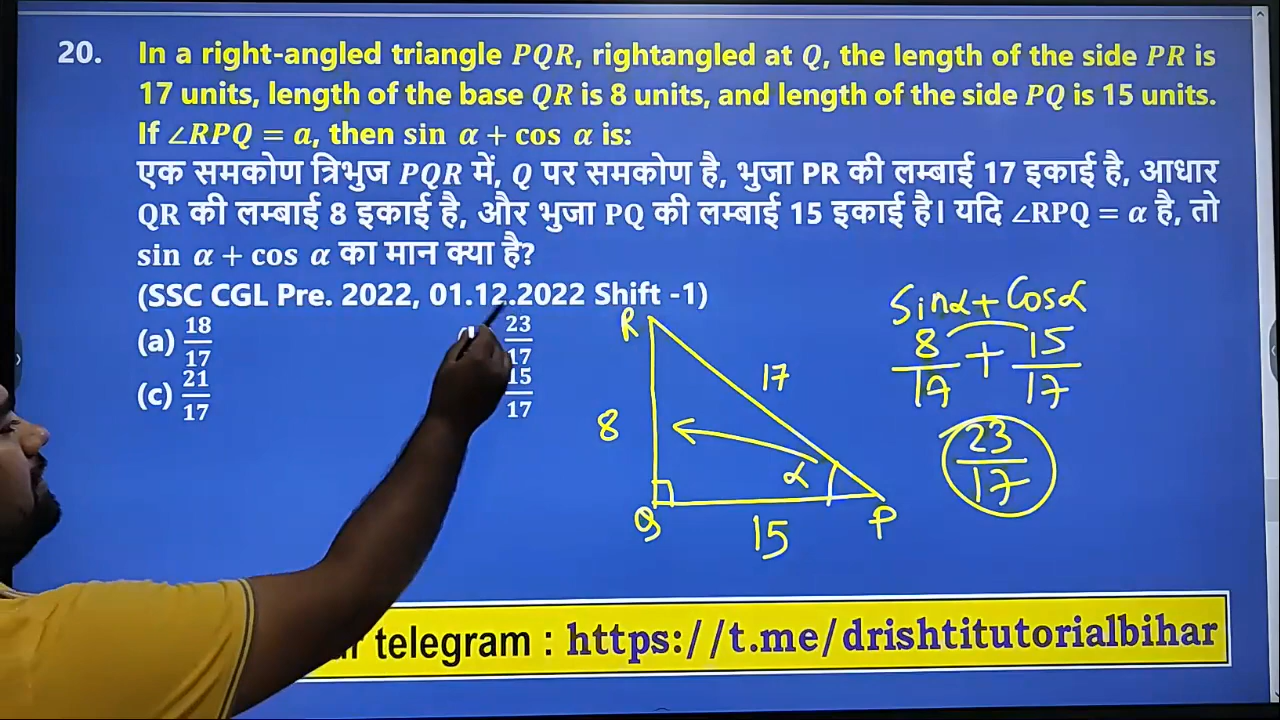 20. In a right-angled triangle PQR, rightangled at Q, the length of the side PR is
17 units, length of the base QR is 8 units, and length of the side PQ is 15 units.
If ∠RPQ = a, then sin α + cos α is:
एक समकोण त्रिभुज PQR में, Q पर समकोण है, भुजा PR की लम्बाई 17 इकाई है, आधार
QR की लम्बाई 8 इकाई है, और भुजा PQ की लम्बाई 15 इकाई है। यदि ∠RPQ = α है, तो
sin α + cos α का मान क्या है?
(SSC CGL Pre. 2022, 01.12.2022 Shift -1)
(a) 18/17
23/17
(c) 21/17
15/17
R
17
8
α
Q
15
P
Sinα + Cosα
8/17 + 15/17
23/17
telegram : https://t.me/drishtitutorialbihar